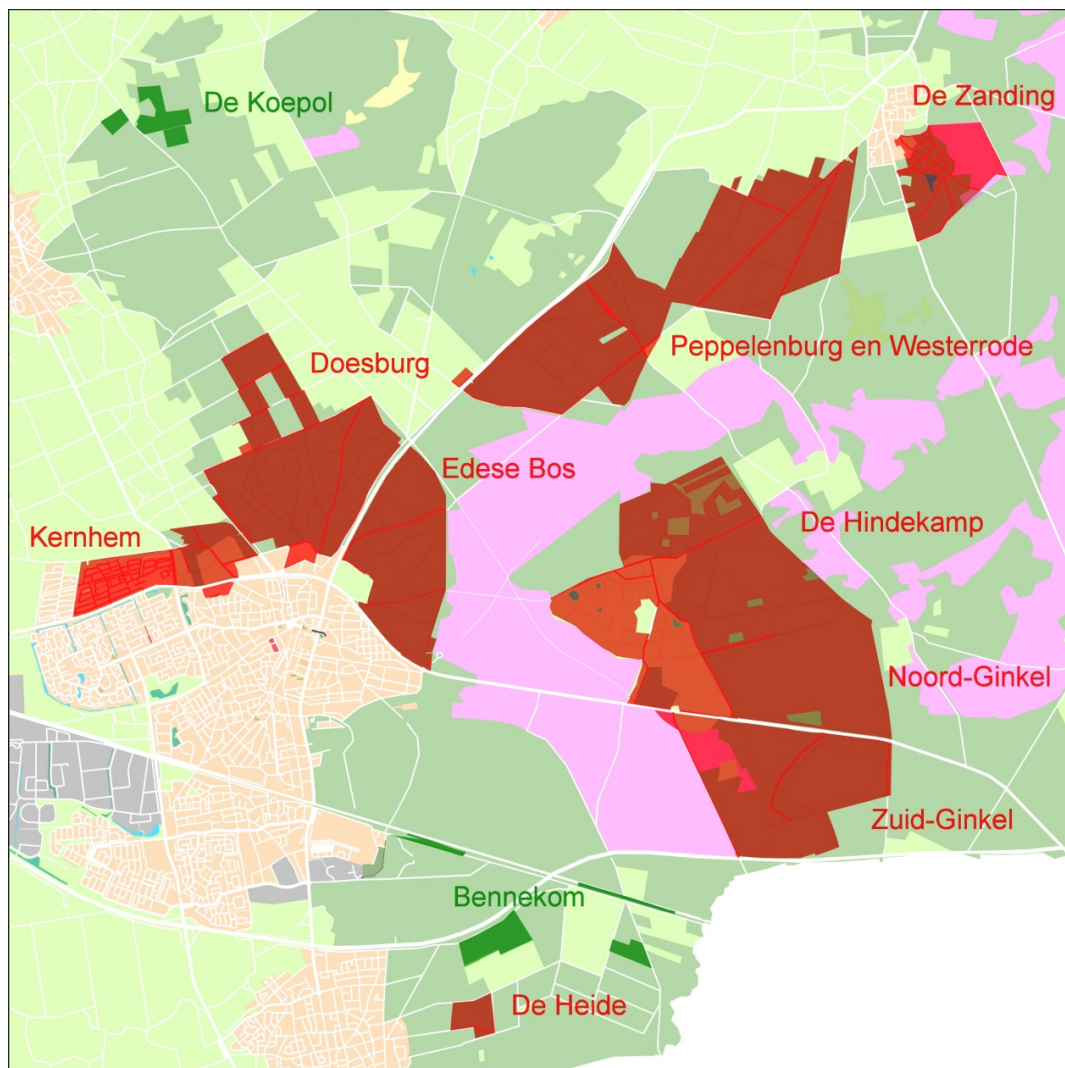 De Zanding
De Koepol
Peppelenburg en Westerrode
Doesburg
Edese Bos
De Hindekamp
Kernhem
Noord-Ginkel
Zuid-Ginkel
Bennekom
De Heide